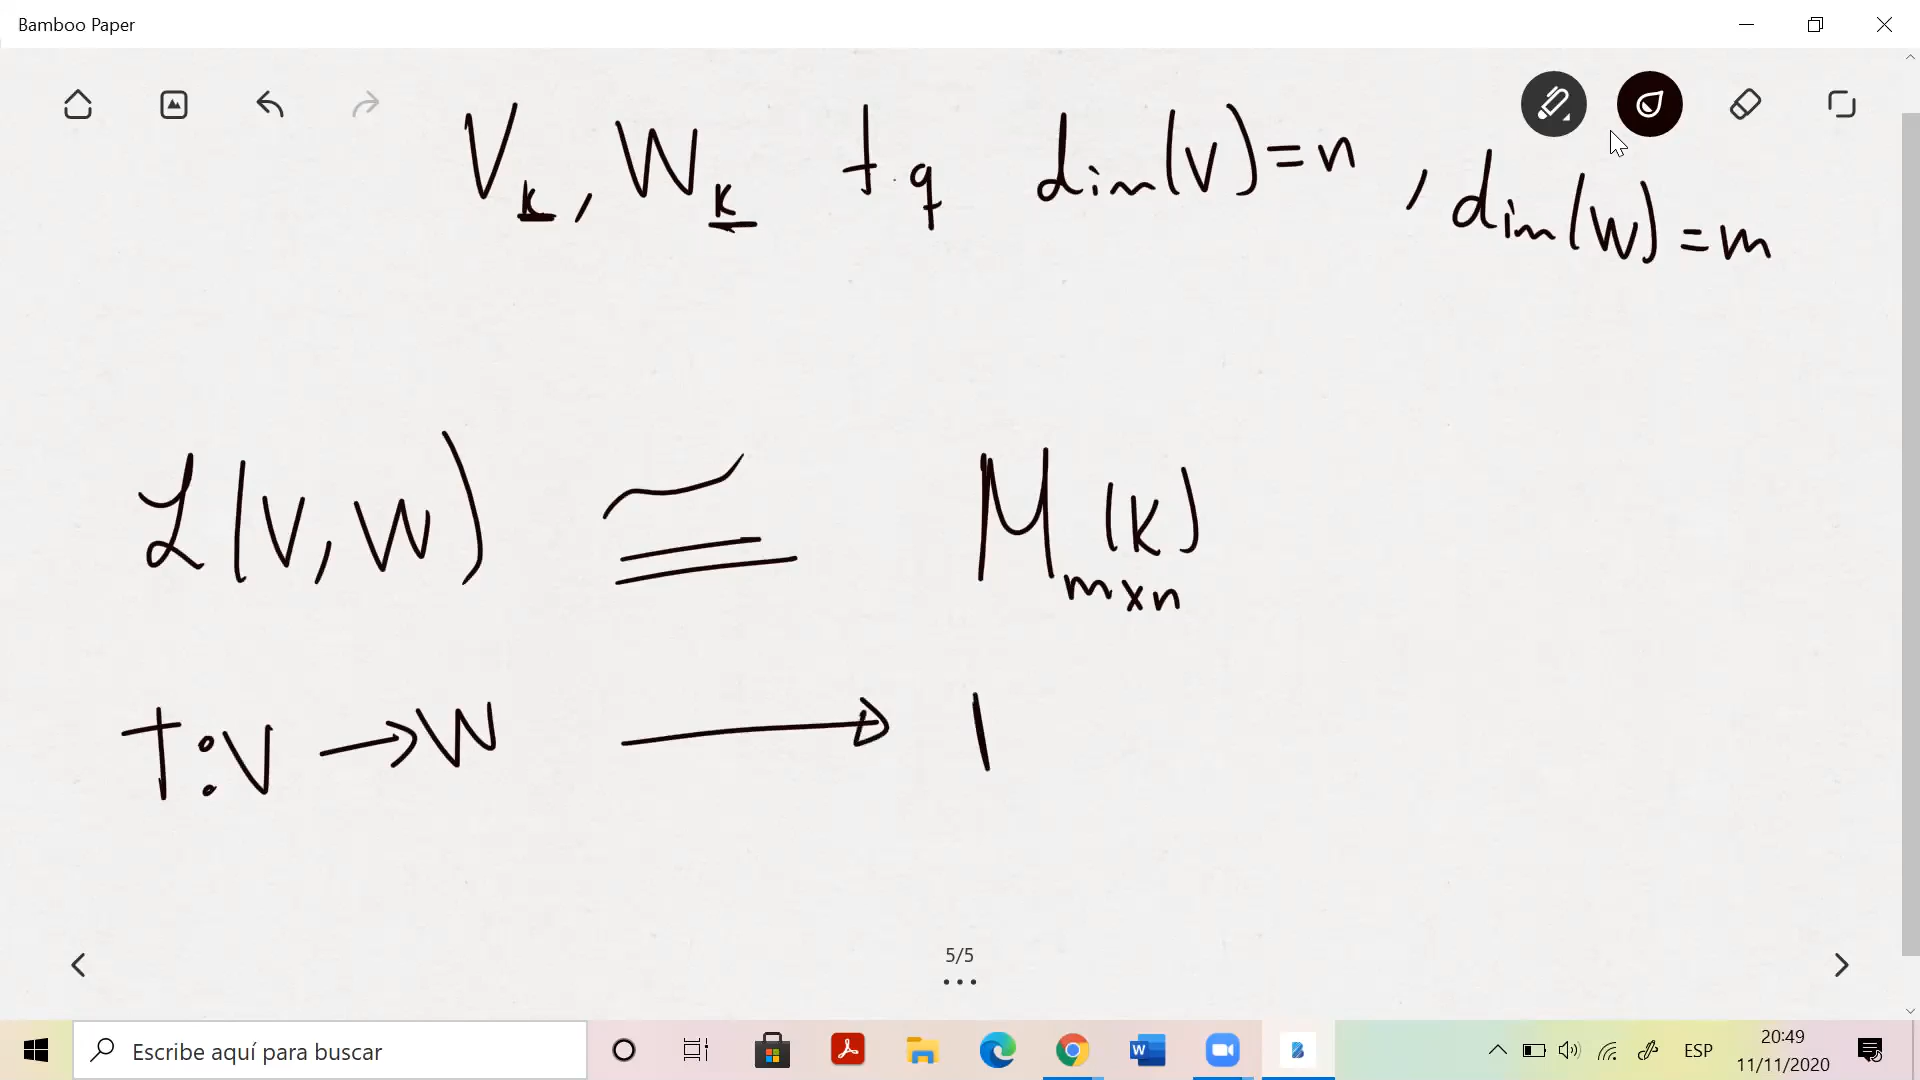 Bamboo Paper
V_K, W_K t.q dim(V)=n, dim(W)=m
L(V,W) ≅ M_{m×n}(K)
T:V→W → 
5/5
Escribe aquí para buscar
ESP
20:49
11/11/2020